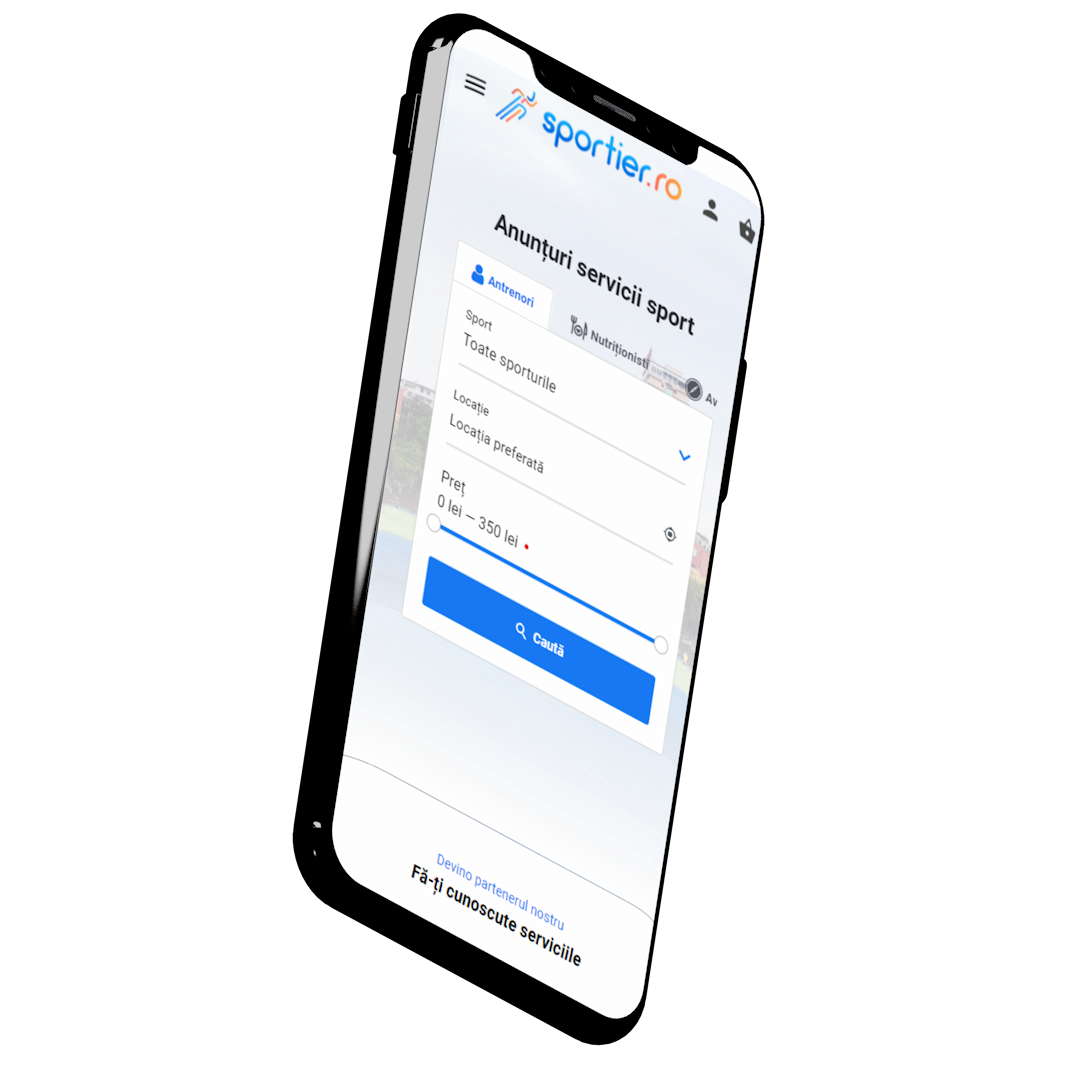 sportier.ro
Anunțuri servicii sport
Antrenori
Nutriționisti
Av
Sport
Toate sporturile
Locație
Locația preferată
Preț
0 lei – 350 lei
Caută
Devino partenerul nostru
Fă-ți cunoscute serviciile